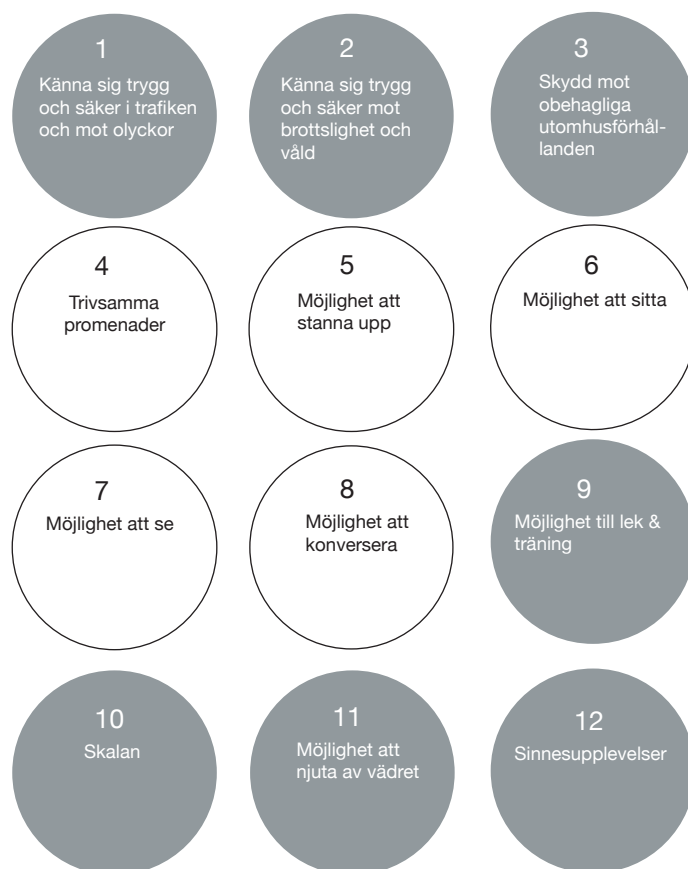 1
Känna sig trygg
och säker i trafiken
och mot olyckor
2
Känna sig trygg
och säker mot
brottslighet och
våld
3
Skydd mot
obehagliga
utomhusförhål-
landen
4
Trivsamma
promenader
5
Möjlighet att
stanna upp
6
Möjlighet att sitta
7
Möjlighet att se
8
Möjlighet att
konversera
9
Möjlighet till lek &
träning
10
Skalan
11
Möjlighet att
njuta av vädret
12
Sinnesupplevelser